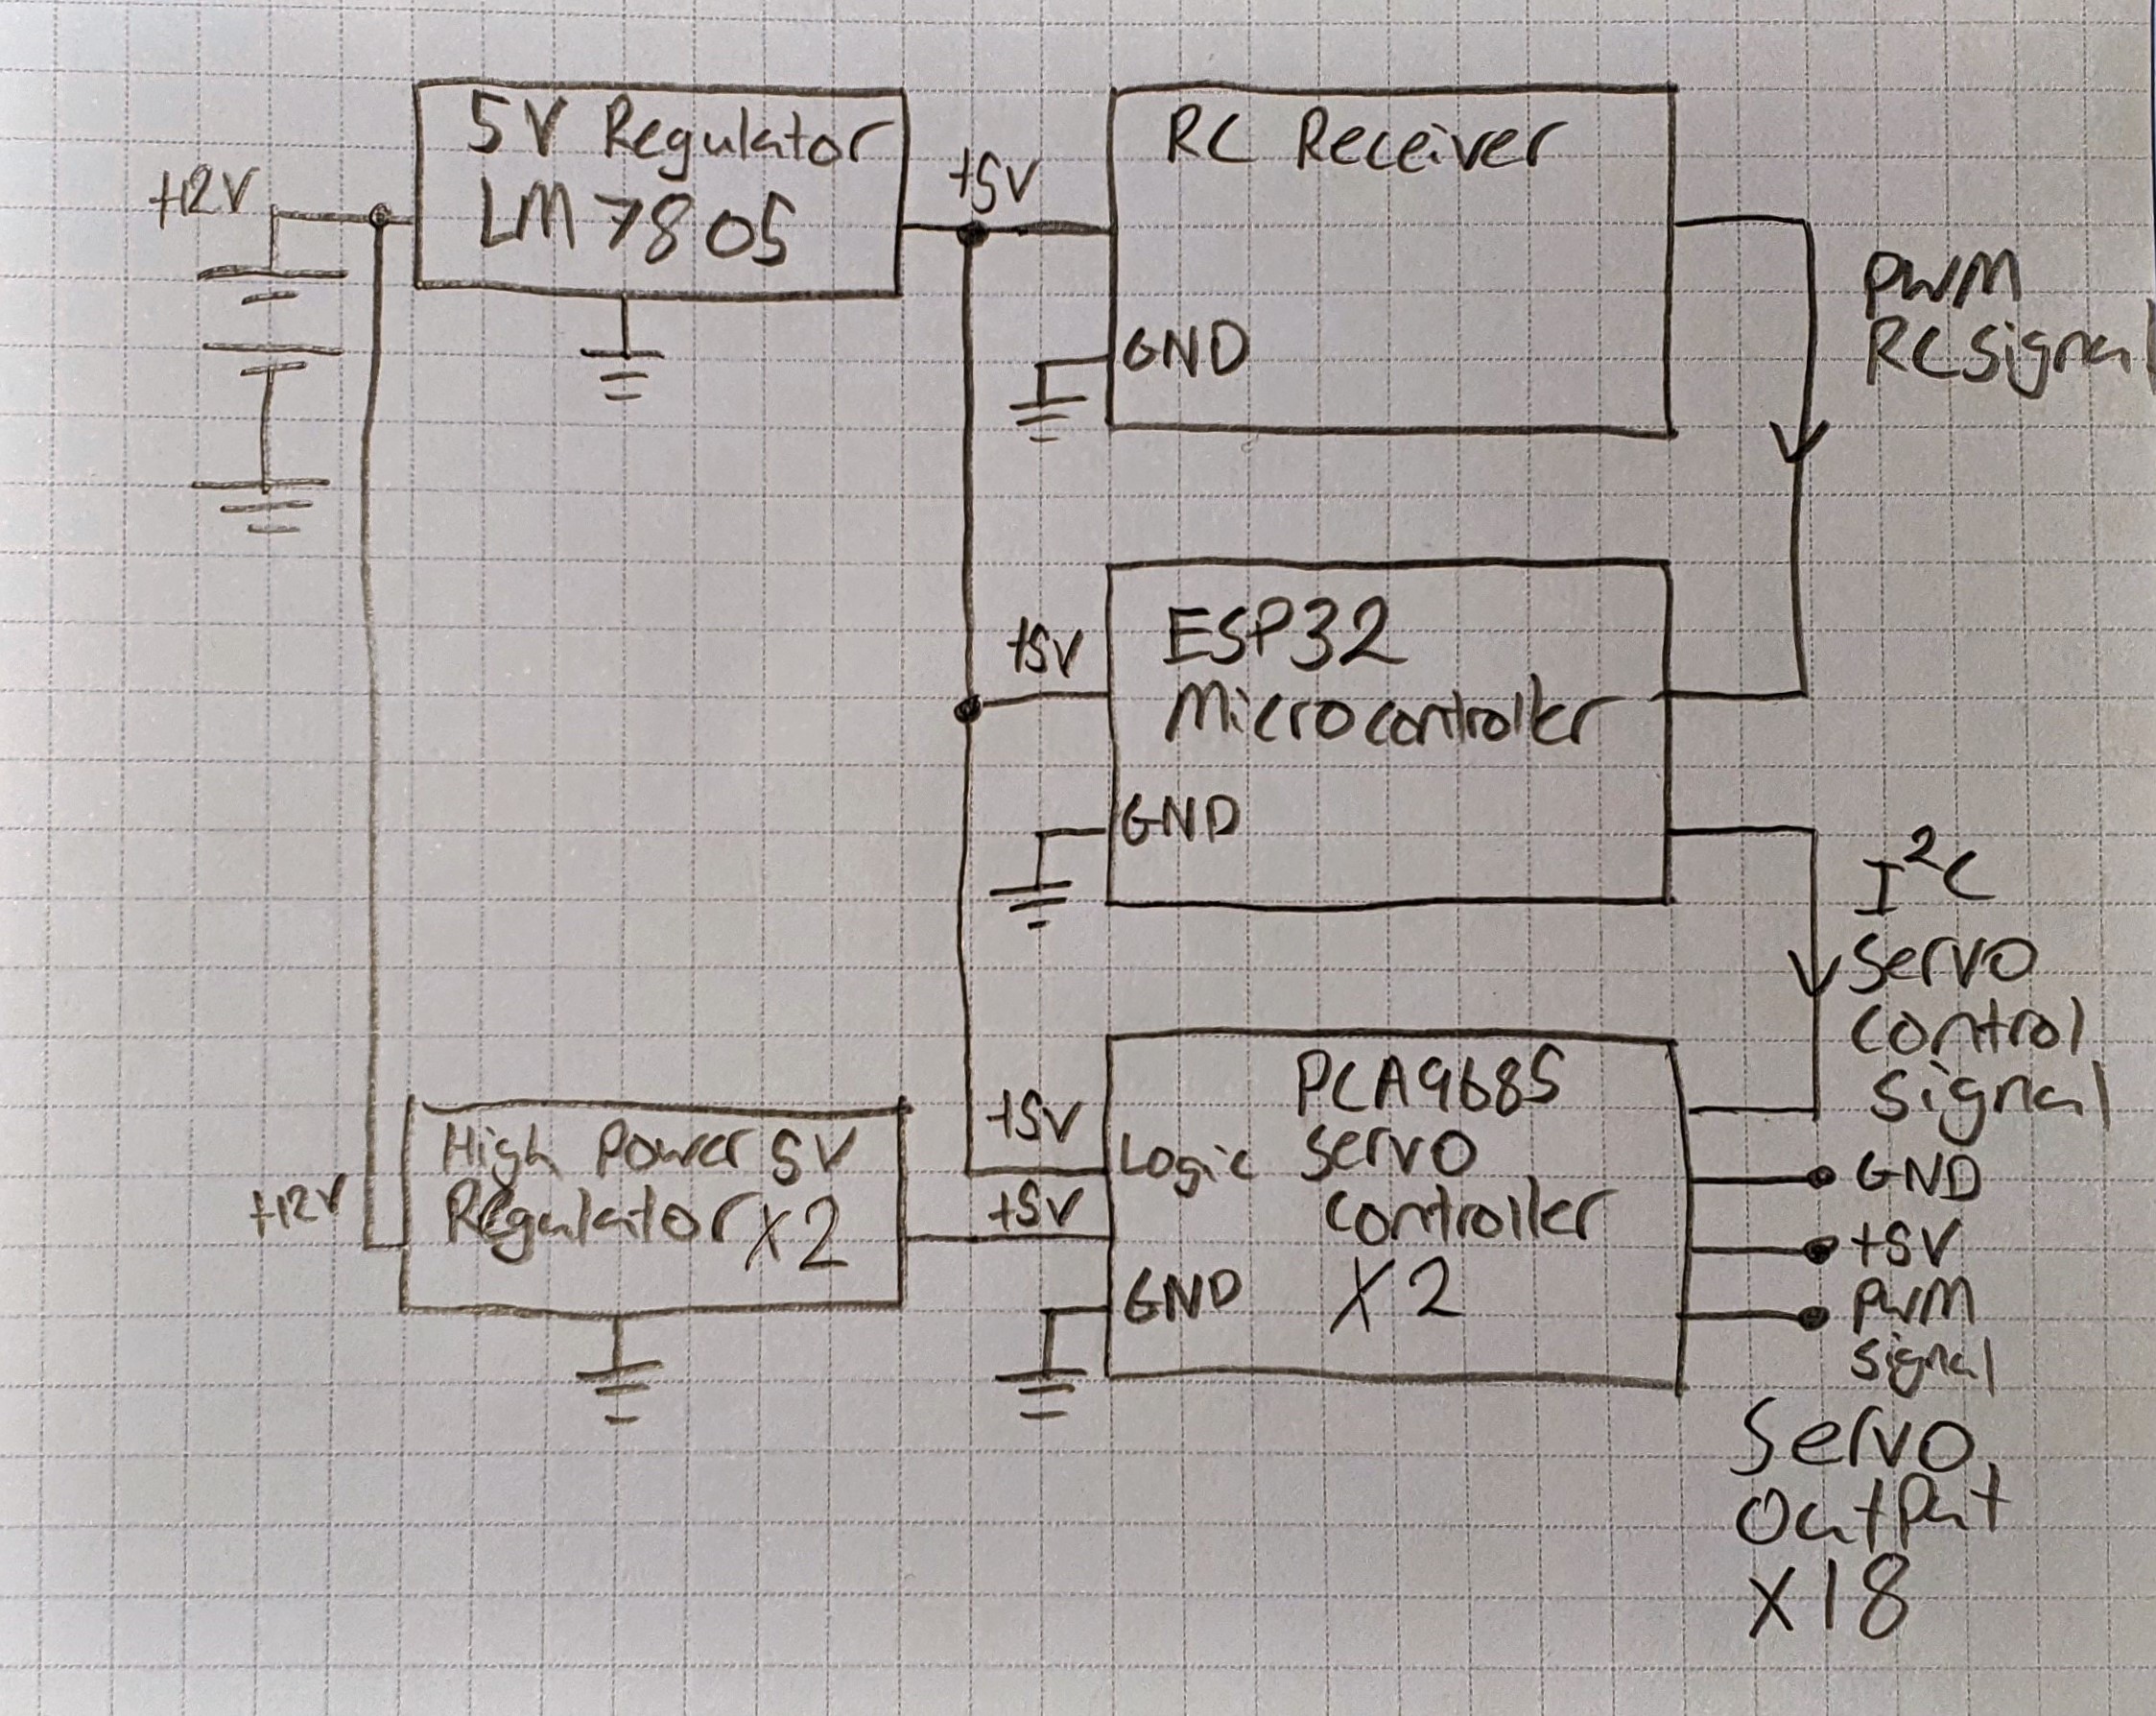 5V Regulator
LM7805
+12V
+5V
RC Receiver
GND
PWM
RC signal
+5V
ESP32
Microcontroller
GND
I²C
Servo
control
signal
+12V
High Power 5V
Regulator X2
+5V
+5V
Logic
GND
PCA9685
Servo
controller
X2
GND
+5V
PWM
signal
Servo
Output
X18